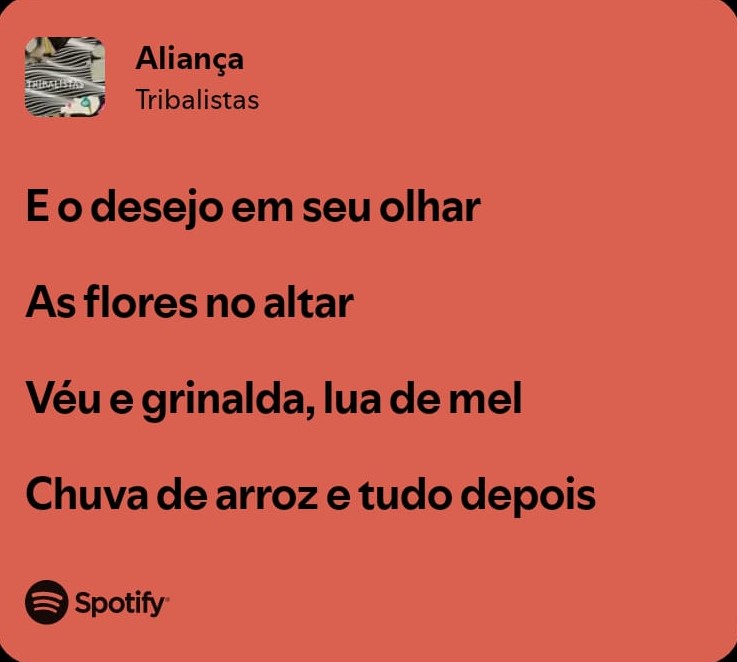 TRIBALISTAS
Aliança
Tribalistas
E o desejo em seu olhar
As flores no altar
Véu e grinalda, lua de mel
Chuva de arroz e tudo depois
Spotify